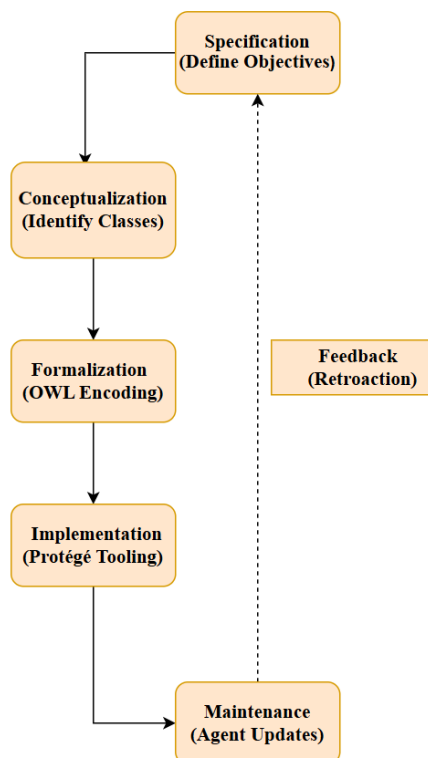 Specification
(Define Objectives)
Conceptualization
(Identify Classes)
Formalization
(OWL Encoding)
Feedback
(Retroaction)
Implementation
(Protégé Tooling)
Maintenance
(Agent Updates)